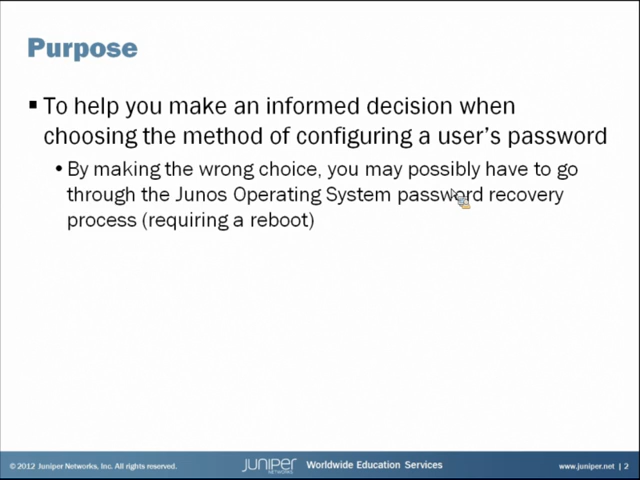 Purpose
To help you make an informed decision when
choosing the method of configuring a user's password
• By making the wrong choice, you may possibly have to go
through the Junos Operating System password recovery
process (requiring a reboot)
© 2012 Juniper Networks, Inc. All rights reserved.
JUNIPER NETWORKS
Worldwide Education Services
www.juniper.net | 2